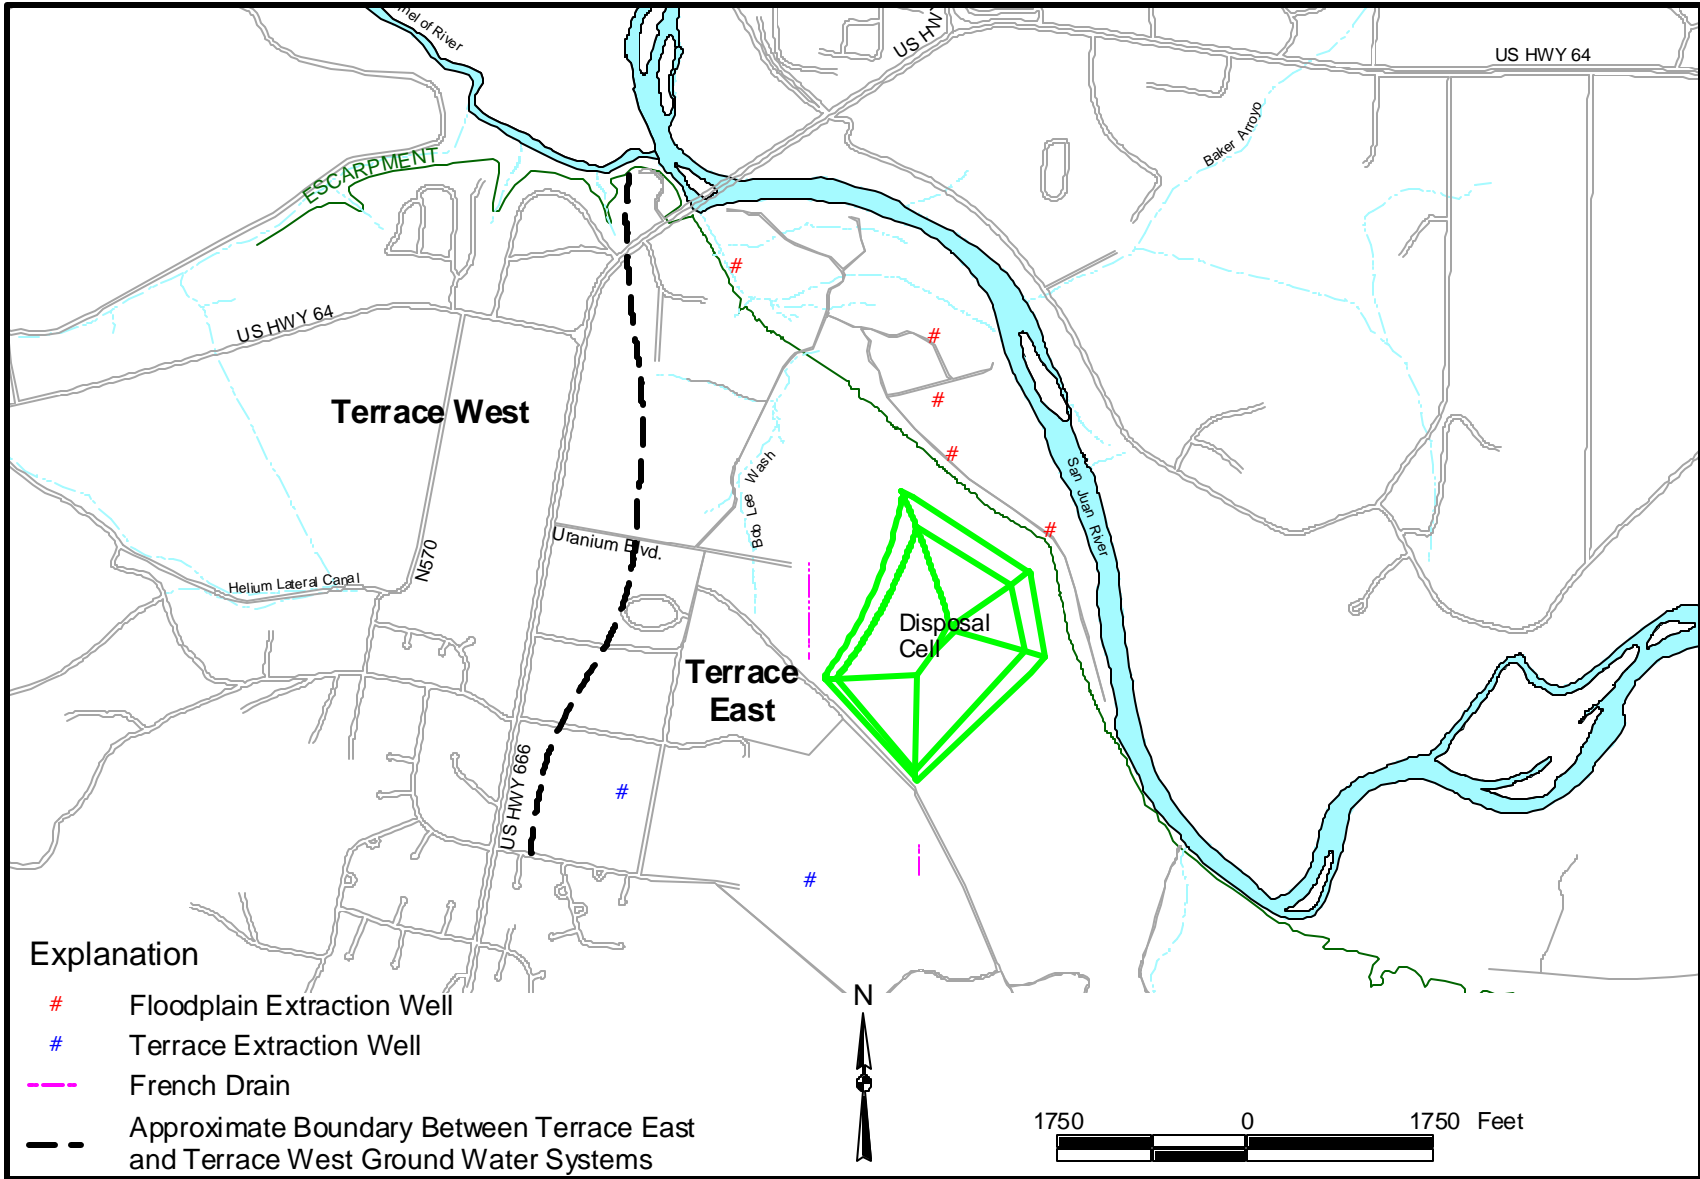 nnel of River
US HWY
US HWY 64
Baker Arroyo
ESCARPMENT
#
US HWY 64
#
Terrace West
#
#
San Juan River
Bob Lee Wash
#
Uranium Blvd.
N570
Helium Lateral Canal
Disposal
Cell
Terrace
East
US HWY 666
#
#
Explanation
# Floodplain Extraction Well
# Terrace Extraction Well
French Drain
Approximate Boundary Between Terrace East
and Terrace West Ground Water Systems
N
1750 0 1750 Feet